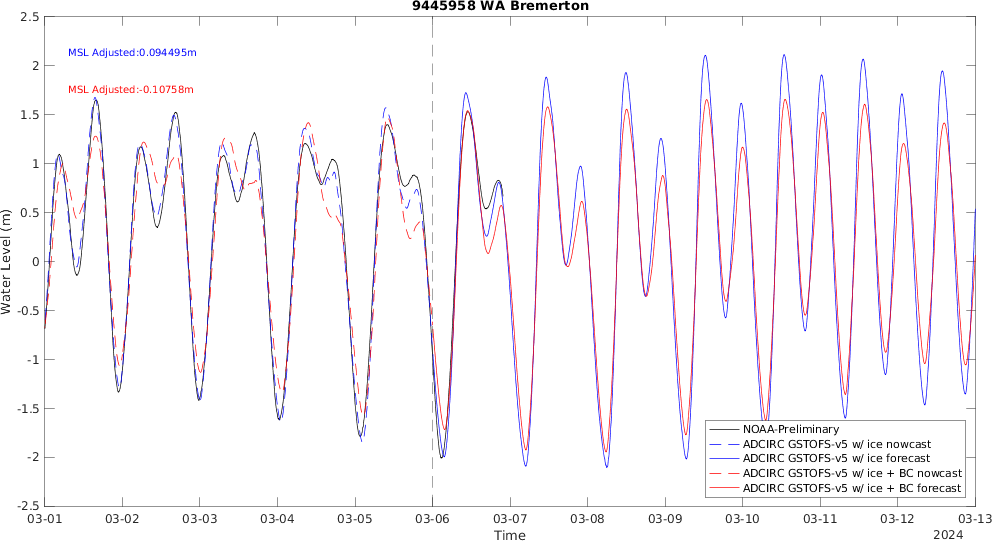 9445958 WA Bremerton
MSL Adjusted:0.094495m
MSL Adjusted:-0.10758m
Water Level (m)
2.5
2
1.5
1
0.5
0
-0.5
-1
-1.5
-2
-2.5
NOAA-Preliminary
ADCIRC GSTOFS-v5 w/ ice nowcast
ADCIRC GSTOFS-v5 w/ ice forecast
ADCIRC GSTOFS-v5 w/ ice + BC nowcast
ADCIRC GSTOFS-v5 w/ ice + BC forecast
03-01 03-02 03-03 03-04 03-05 03-06 03-07 03-08 03-09 03-10 03-11 03-12 03-13
Time
2024